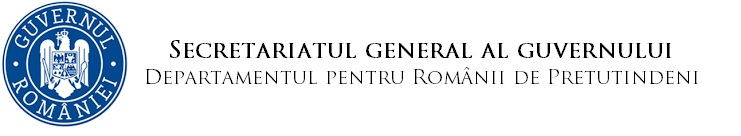 GUVERNUL ROMÂNIEI
Secretariatul general al guvernului
Departamentul pentru Românii de Pretutindeni